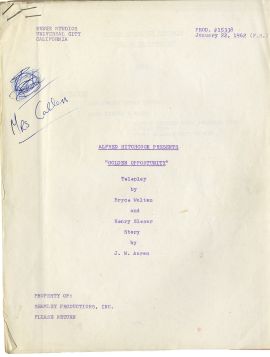 REVUE STUDIOS
UNIVERSAL CITY
CALIFORNIA
PROD. #15338
January 22, 1962 (F.R.)
Mrs Callen
ALFRED HITCHCOCK PRESENTS
"GOLDEN OPPORTUNITY"
Teleplay
by
Bryce Walton
and
Henry Slesar
Story
by
J. W. Aaron
PROPERTY OF:
SHAMLEY PRODUCTIONS, INC.
PLEASE RETURN